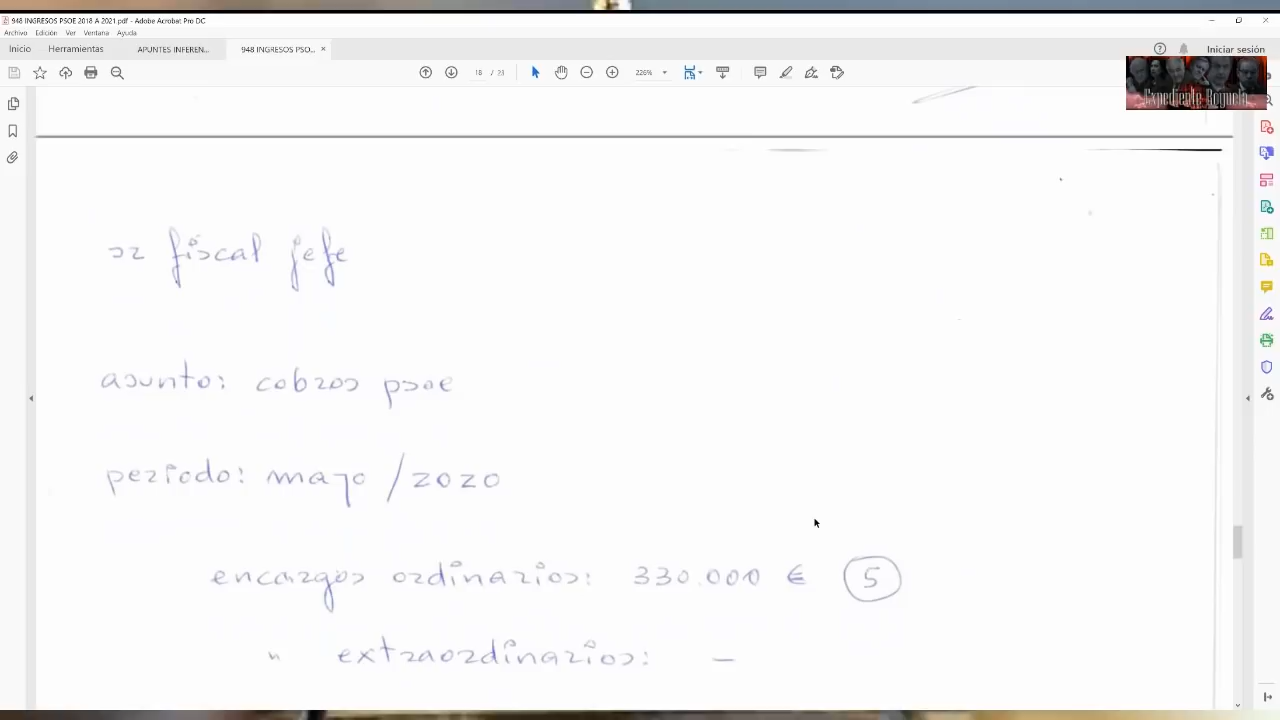 948 INGRESOS PSOE 2018 A 2021.pdf - Adobe Acrobat Pro DC
Archivo Edición Ver Ventana Ayuda
Inicio Herramientas APUNTES INFEREN... 948 INGRESOS PSO... × Iniciar sesión
18 / 23 226%
Expediente Royuela
sr fiscal jefe
asunto: cobros psoe
periodo: mayo /2020
encargos ordinarios: 330.000 € 5
" extraordinarios: —